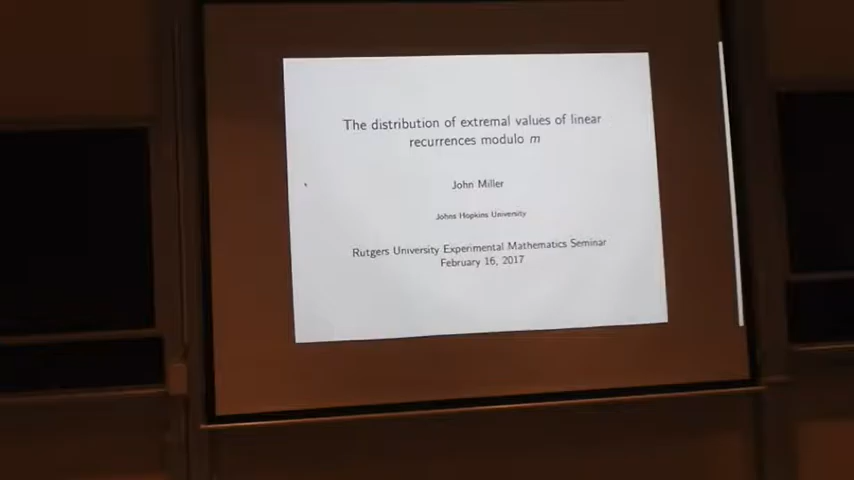 The distribution of extremal values of linear
recurrences modulo m
John Miller
Johns Hopkins University
Rutgers University Experimental Mathematics Seminar
February 16, 2017